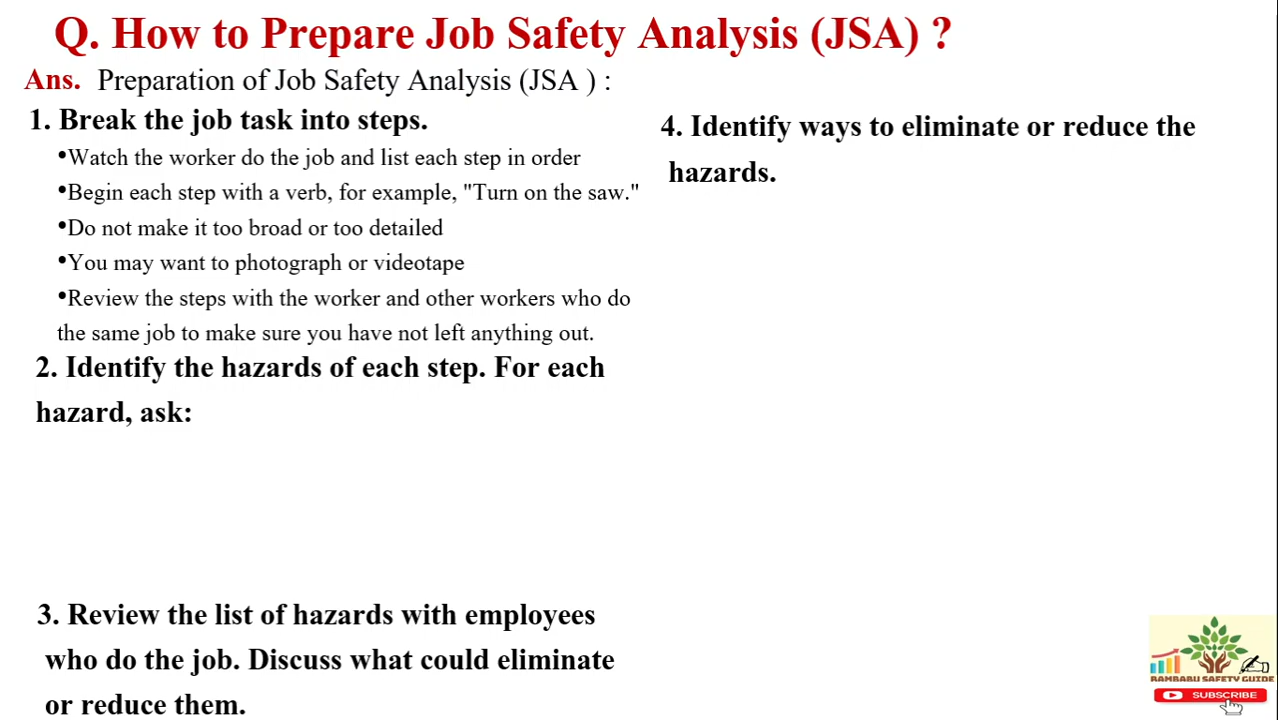 Q. How to Prepare Job Safety Analysis (JSA) ?
Ans. Preparation of Job Safety Analysis (JSA ) :
1. Break the job task into steps.
•Watch the worker do the job and list each step in order
•Begin each step with a verb, for example, "Turn on the saw."
•Do not make it too broad or too detailed
•You may want to photograph or videotape
•Review the steps with the worker and other workers who do
the same job to make sure you have not left anything out.
2. Identify the hazards of each step. For each
hazard, ask:
3. Review the list of hazards with employees
who do the job. Discuss what could eliminate
or reduce them.
4. Identify ways to eliminate or reduce the
hazards.
RAMBABU SAFETY GUIDE
SUBSCRIBE